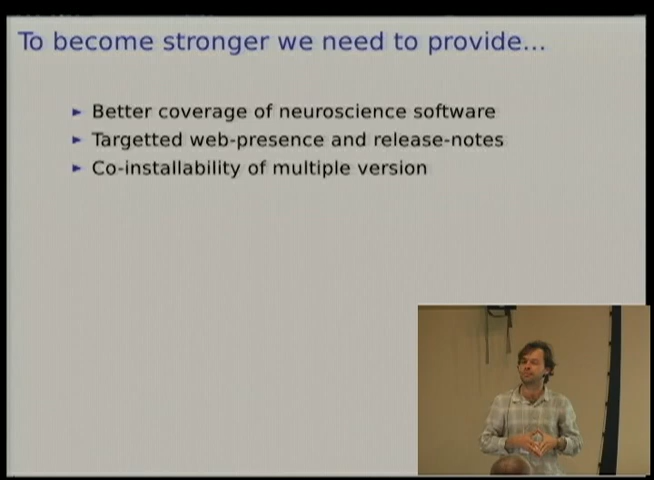 To become stronger we need to provide...
Better coverage of neuroscience software
Targetted web-presence and release-notes
Co-installability of multiple version